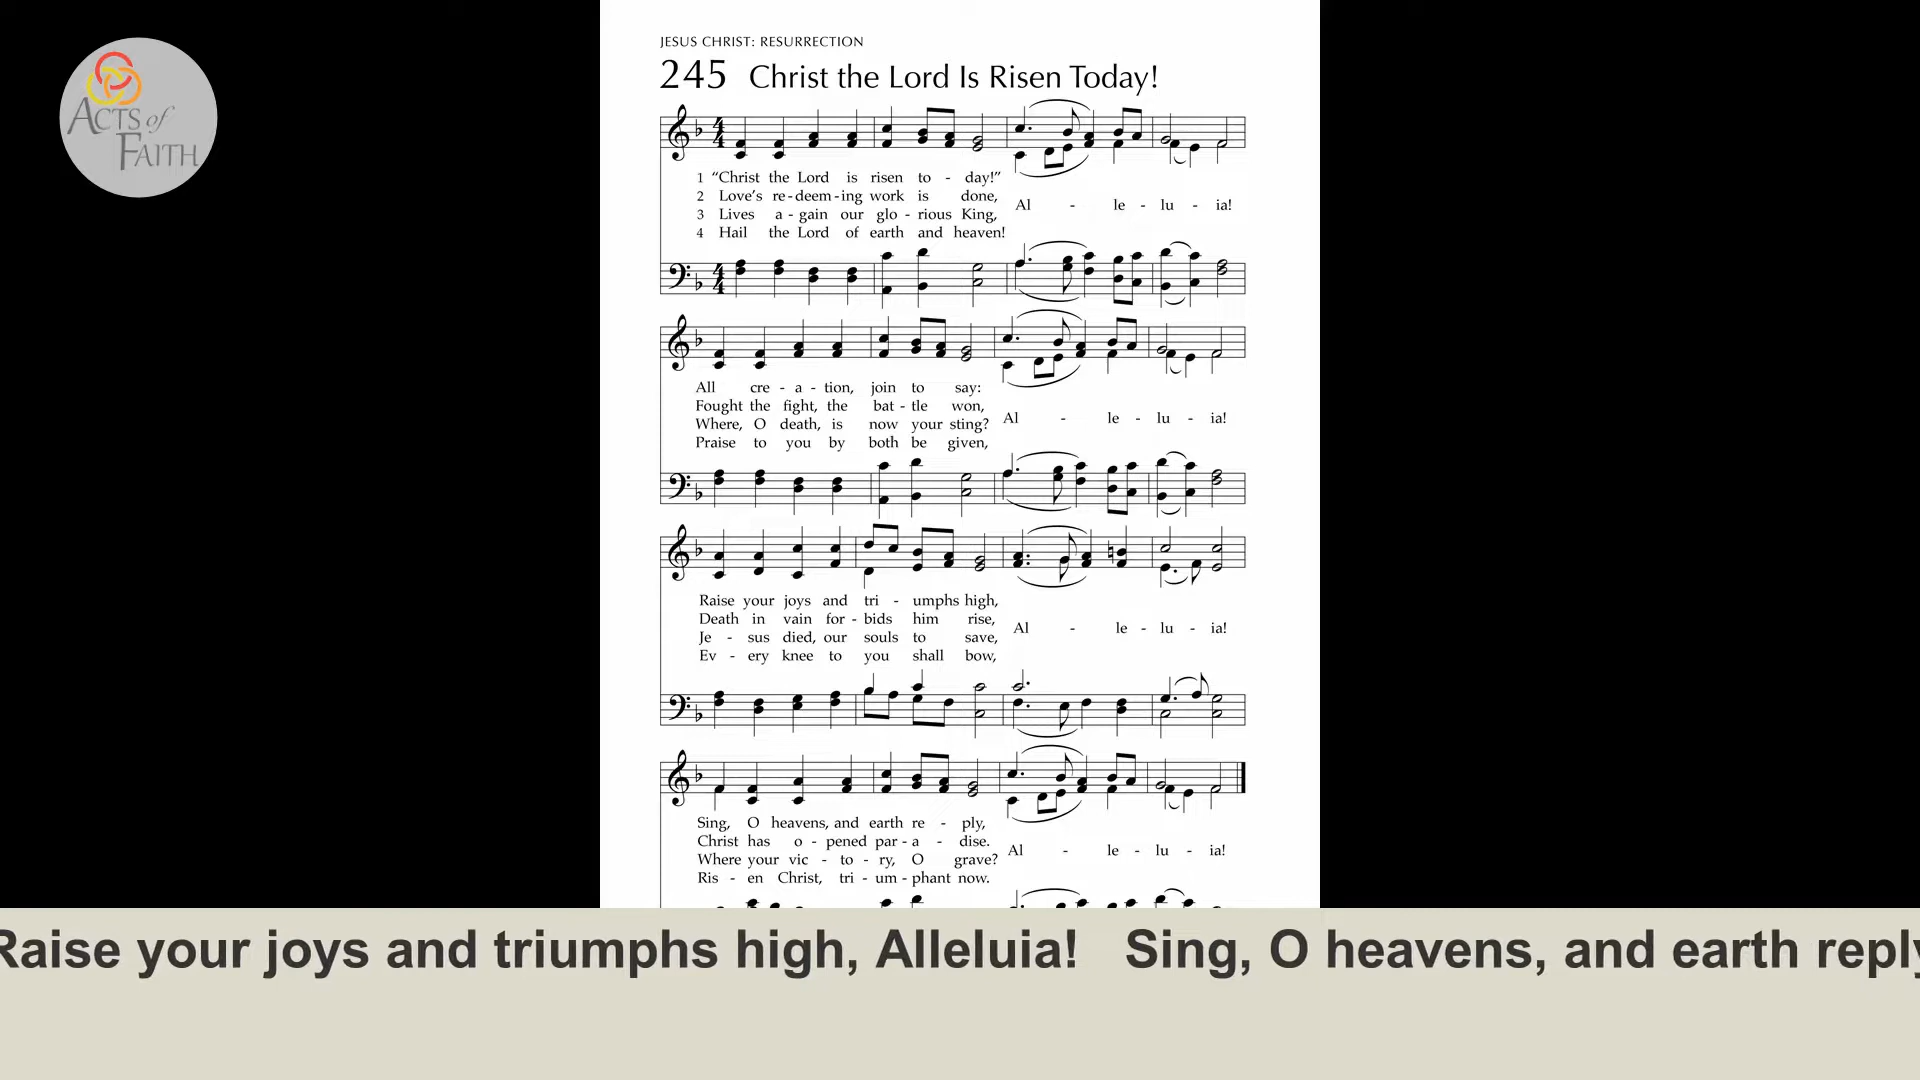 ACTS of
FAITH
JESUS CHRIST: RESURRECTION
245 Christ the Lord Is Risen Today!
1 “Christ the Lord is risen to - day!”
2 Love’s re - deem - ing work is done,
3 Lives a - gain our glo - rious King,
4 Hail the Lord of earth and heaven!
Al - le - lu - ia!
All cre - a - tion, join to say:
Fought the fight, the bat - tle won,
Where, O death, is now your sting?
Praise to you by both be given,
Al - le - lu - ia!
Raise your joys and tri - umphs high,
Death in vain for - bids him rise,
Je - sus died, our souls to save,
Ev - ery knee to you shall bow,
Al - le - lu - ia!
Sing, O heavens, and earth re - ply,
Christ has o - pened par - a - dise.
Where your vic - to - ry, O grave?
Ris - en Christ, tri - um - phant now.
Al - le - lu - ia!
Raise your joys and triumphs high, Alleluia! Sing, O heavens, and earth reply